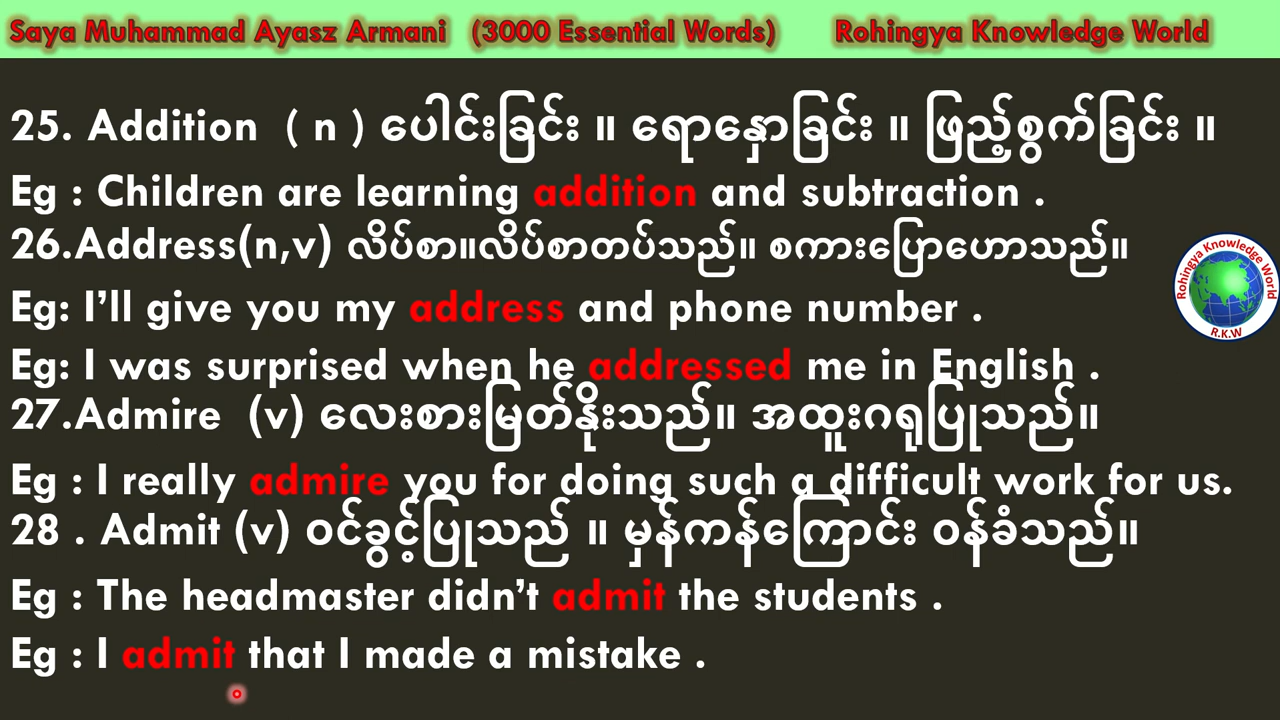 Saya Muhammad Ayasz Armani (3000 Essential Words) Rohingya Knowledge World
25. Addition ( n ) ပေါင်းခြင်း ။ ရောနှောခြင်း ။ ဖြည့်စွက်ခြင်း ။
Eg : Children are learning addition and subtraction .
26.Address(n,v) လိပ်စာ။လိပ်စာတပ်သည်။ စကားပြောဟောသည်။
Eg: I’ll give you my address and phone number .
Eg: I was surprised when he addressed me in English .
27.Admire (v) လေးစားမြတ်နိုးသည်။ အထူးဂရုပြုသည်။
Eg : I really admire you for doing such a difficult work for us.
28 . Admit (v) ဝင်ခွင့်ပြုသည် ။ မှန်ကန်ကြောင်း ဝန်ခံသည်။
Eg : The headmaster didn’t admit the students .
Eg : I admit that I made a mistake .
Rohingya Knowledge World
R.K.W